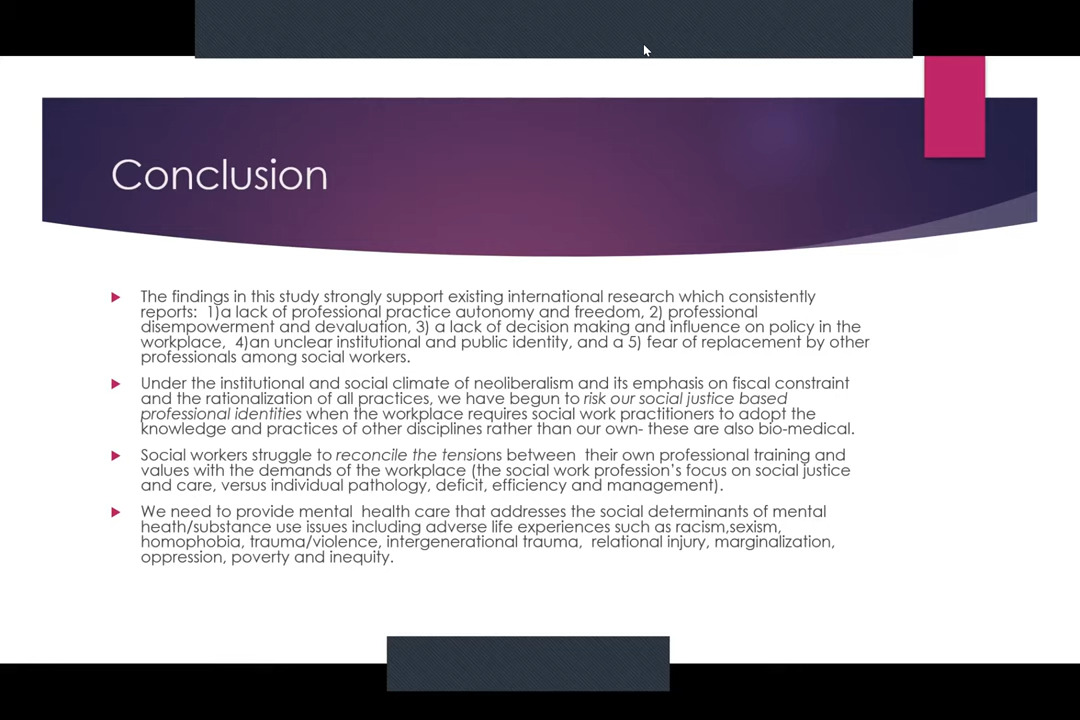 Conclusion
The findings in this study strongly support existing international research which consistently
reports:  1)a lack of professional practice autonomy and freedom, 2) professional
disempowerment and devaluation, 3) a lack of decision making and influence on policy in the
workplace,  4)an unclear institutional and public identity, and a 5) fear of replacement by other
professionals among social workers.
Under the institutional and social climate of neoliberalism and its emphasis on fiscal constraint
and the rationalization of all practices, we have begun to risk our social justice based
professional identities when the workplace requires social work practitioners to adopt the
knowledge and practices of other disciplines rather than our own- these are also bio-medical.
Social workers struggle to reconcile the tensions between  their own professional training and
values with the demands of the workplace (the social work profession’s focus on social justice
and care, versus individual pathology, deficit, efficiency and management).
We need to provide mental  health care that addresses the social determinants of mental
heath/substance use issues including adverse life experiences such as racism,sexism,
homophobia, trauma/violence, intergenerational trauma,  relational injury, marginalization,
oppression, poverty and inequity.